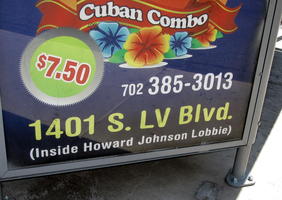 Cuban Combo
$7.50
702 385-3013
1401 S. LV Blvd.
(Inside Howard Johnson Lobbie)